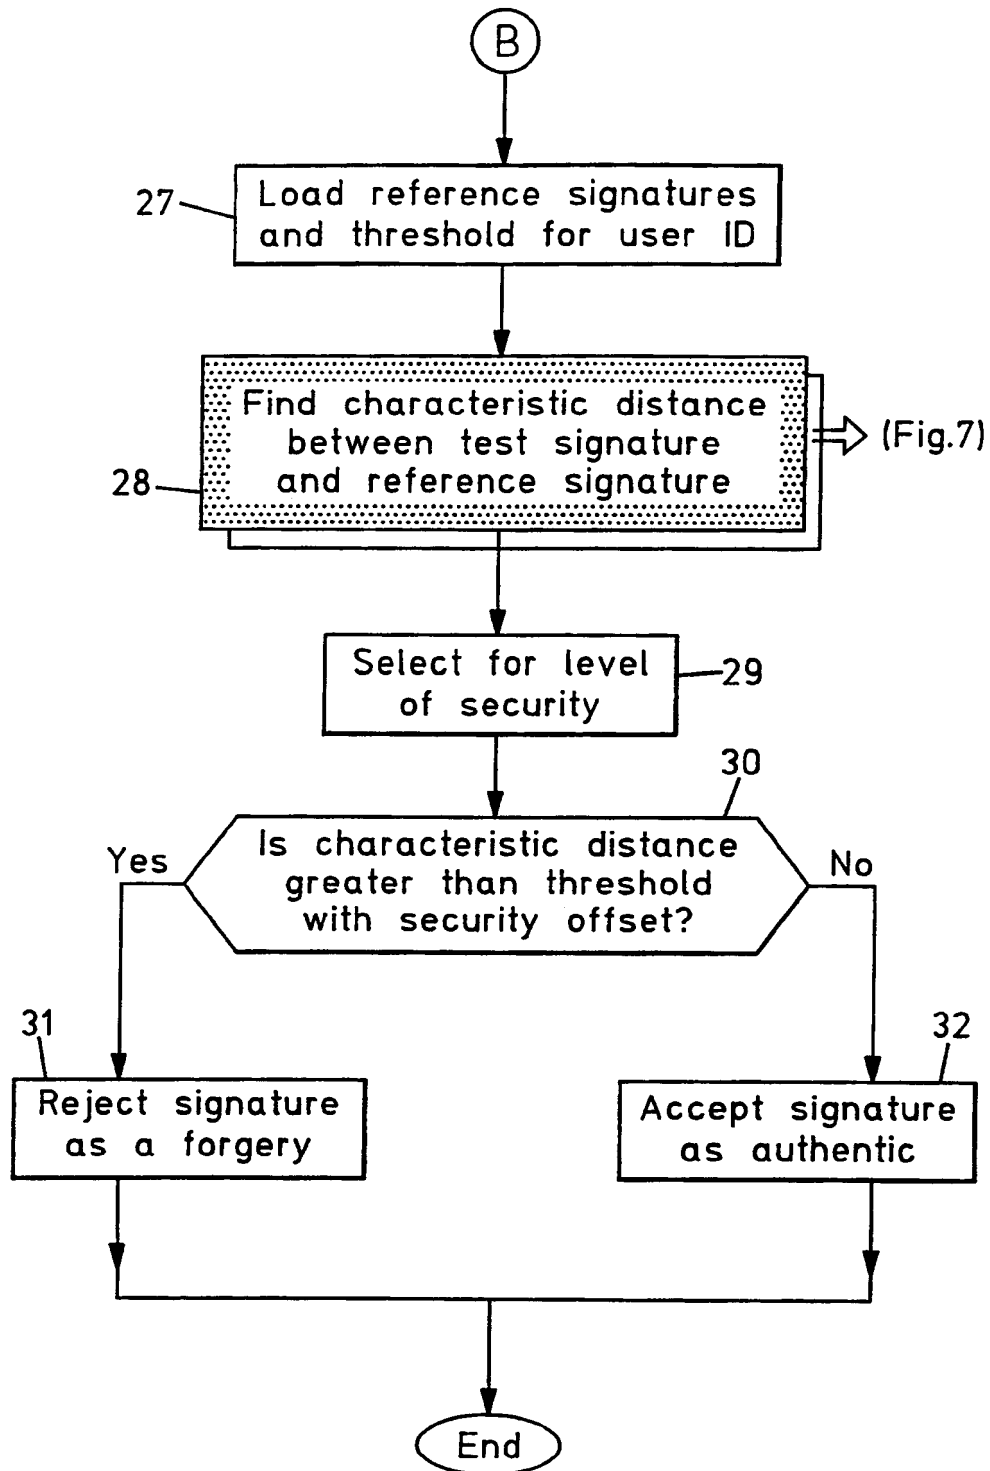 B
27
Load reference signatures
and threshold for user ID
Find characteristic distance
between test signature
and reference signature
(Fig.7)
28
Select for level
of security
29
30
Is characteristic distance
greater than threshold
with security offset?
Yes
No
31
Reject signature
as a forgery
32
Accept signature
as authentic
End